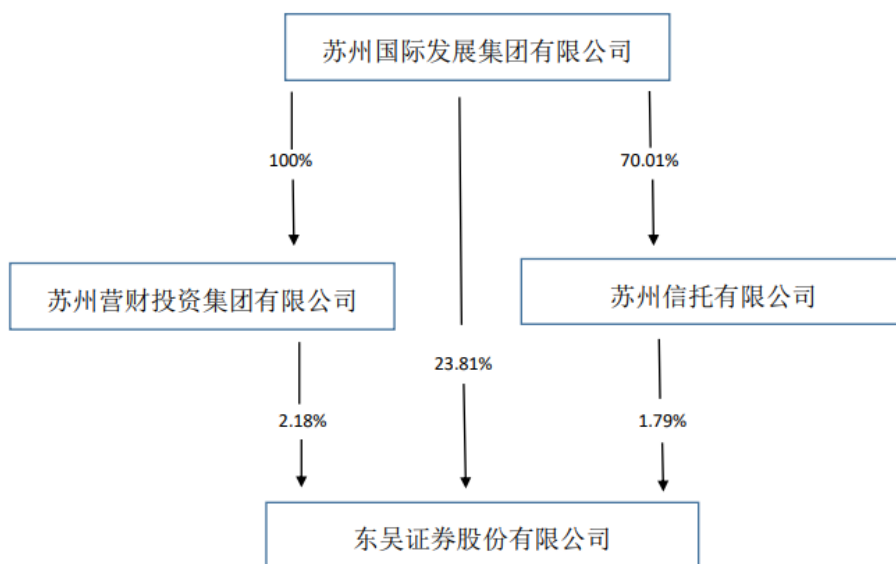 苏州国际发展集团有限公司
100%
70.01%
苏州营财投资集团有限公司
苏州信托有限公司
23.81%
2.18%
1.79%
东吴证券股份有限公司